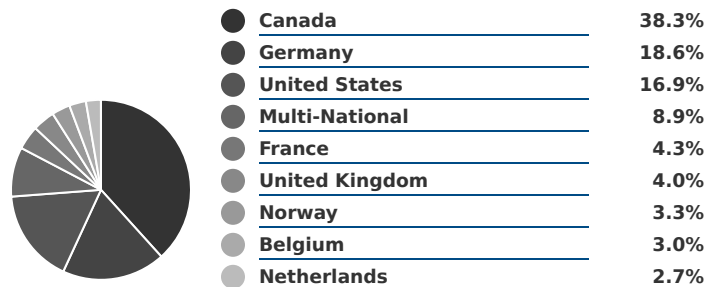 Canada 38.3%
Germany 18.6%
United States 16.9%
Multi-National 8.9%
France 4.3%
United Kingdom 4.0%
Norway 3.3%
Belgium 3.0%
Netherlands 2.7%